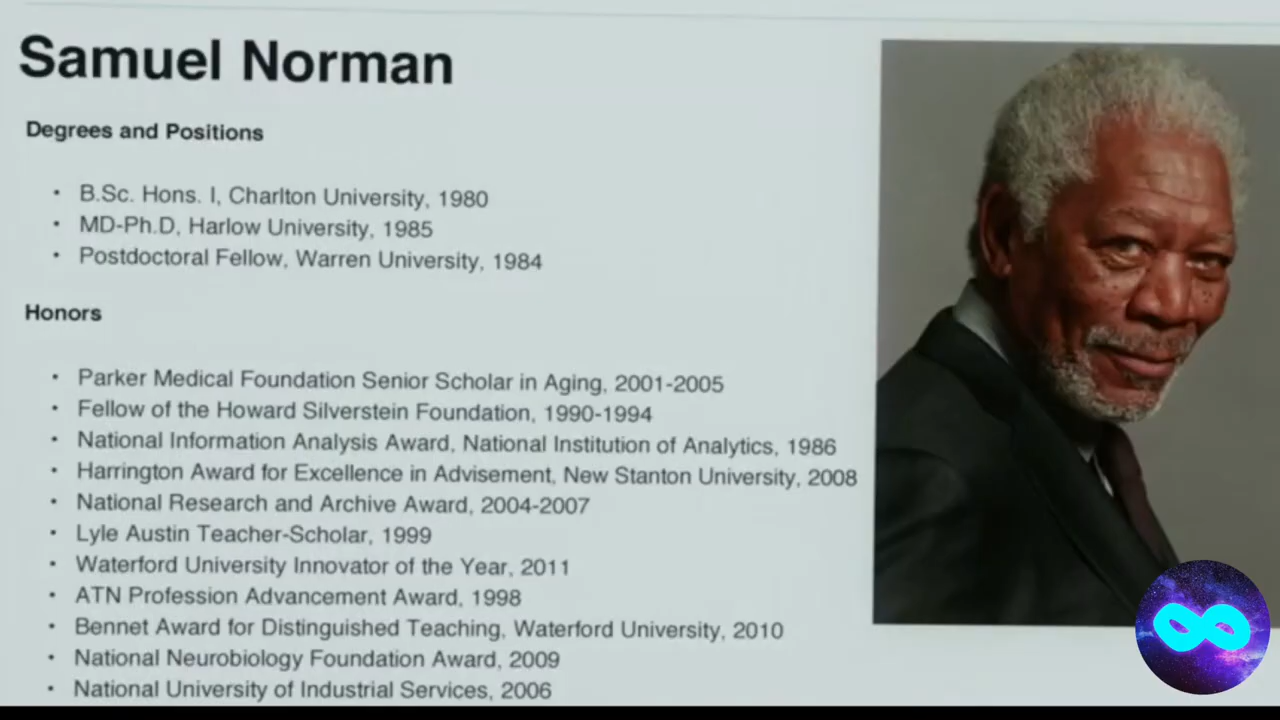 Samuel Norman
Degrees and Positions
• B.Sc. Hons. I, Charlton University, 1980
• MD-Ph.D, Harlow University, 1985
• Postdoctoral Fellow, Warren University, 1984
Honors
• Parker Medical Foundation Senior Scholar in Aging, 2001-2005
• Fellow of the Howard Silverstein Foundation, 1990-1994
• National Information Analysis Award, National Institution of Analytics, 1986
• Harrington Award for Excellence in Advisement, New Stanton University, 2008
• National Research and Archive Award, 2004-2007
• Lyle Austin Teacher-Scholar, 1999
• Waterford University Innovator of the Year, 2011
• ATN Profession Advancement Award, 1998
• Bennet Award for Distinguished Teaching, Waterford University, 2010
• National Neurobiology Foundation Award, 2009
• National University of Industrial Services, 2006